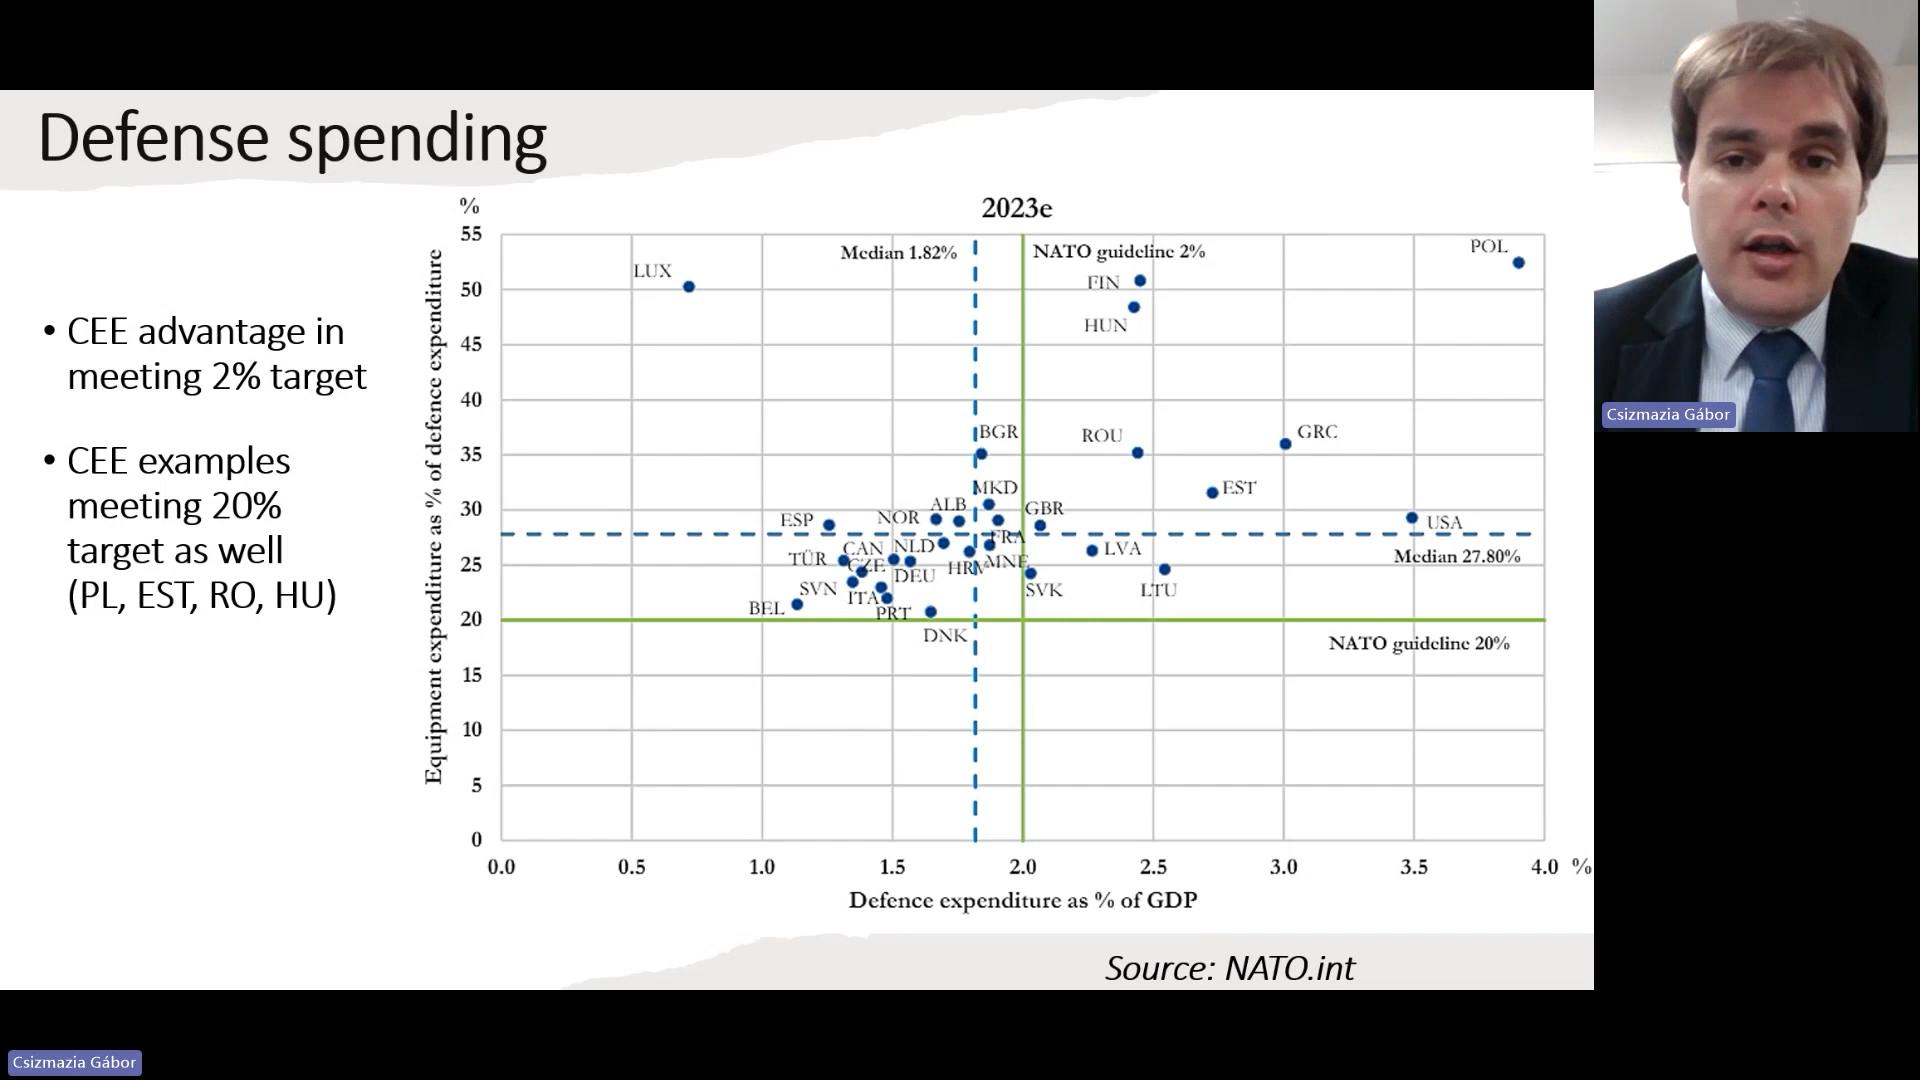 Defense spending
• CEE advantage in
meeting 2% target
• CEE examples
meeting 20%
target as well
(PL, EST, RO, HU)
2023e
%
Equipment expenditure as % of defence expenditure
55
50
45
40
35
30
25
20
15
10
5
0
Median 1.82%
NATO guideline 2%
POL
LUX
FIN
HUN
BGR
ROU
GRC
MKD
EST
ALB
GBR
ESP
NOR
USA
FRA
CAN
NLD
LVA
Median 27.80%
TÜR
CZE
HRV
MNE
DEU
SVN
SVK
LTU
ITA
BEL
PRT
DNK
NATO guideline 20%
0.0 0.5 1.0 1.5 2.0 2.5 3.0 3.5 4.0 %
Defence expenditure as % of GDP
Source: NATO.int
Csizmazia Gábor
Csizmazia Gábor